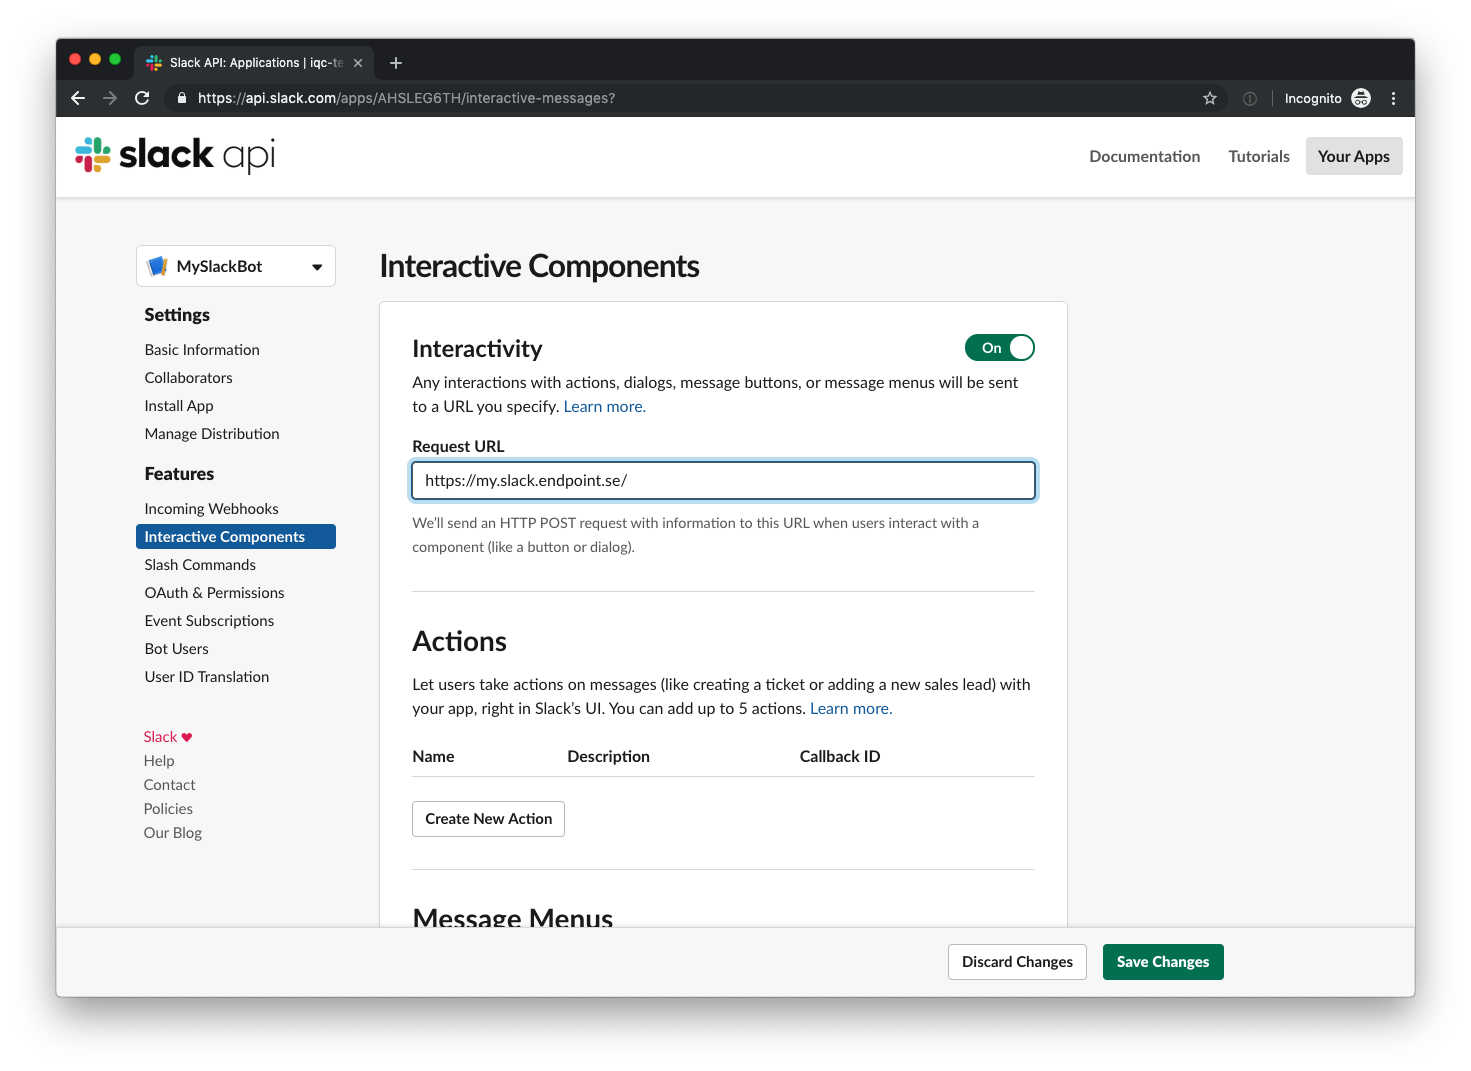 Slack API: Applications | iqc-te
https://api.slack.com/apps/AHSLEG6TH/interactive-messages?
Incognito
slack api
Documentation
Tutorials
Your Apps
MySlackBot
Settings
Basic Information
Collaborators
Install App
Manage Distribution
Features
Incoming Webhooks
Interactive Components
Slash Commands
OAuth & Permissions
Event Subscriptions
Bot Users
User ID Translation
Slack ♥
Help
Contact
Policies
Our Blog
Interactive Components
Interactivity
On
Any interactions with actions, dialogs, message buttons, or message menus will be sent
to a URL you specify. Learn more.
Request URL
https://my.slack.endpoint.se/
We'll send an HTTP POST request with information to this URL when users interact with a
component (like a button or dialog).
Actions
Let users take actions on messages (like creating a ticket or adding a new sales lead) with
your app, right in Slack's UI. You can add up to 5 actions. Learn more.
Name Description Callback ID
Create New Action
Message Menus
Discard Changes
Save Changes